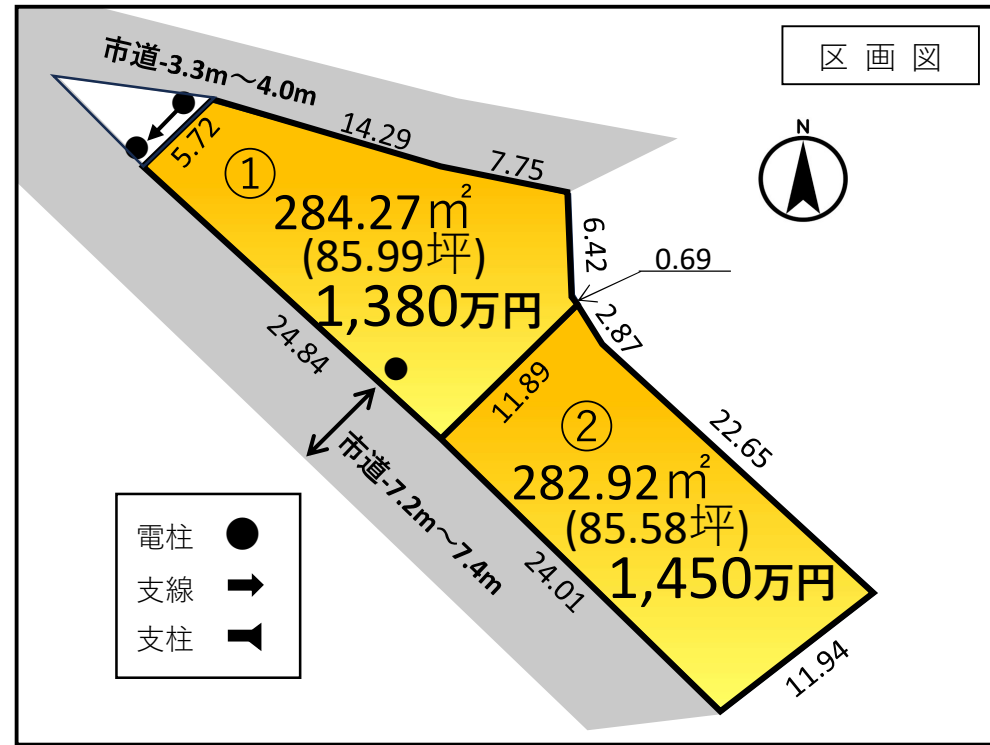 区画図
市道-3.3m～4.0m
N
14.29
7.75
5.72
①
284.27㎡
(85.99坪)
1,380万円
6.42
0.69
2.87
24.84
11.89
②
282.92㎡
(85.58坪)
1,450万円
22.65
市道-7.2m～7.4m
24.01
11.94
電柱
支線
支柱